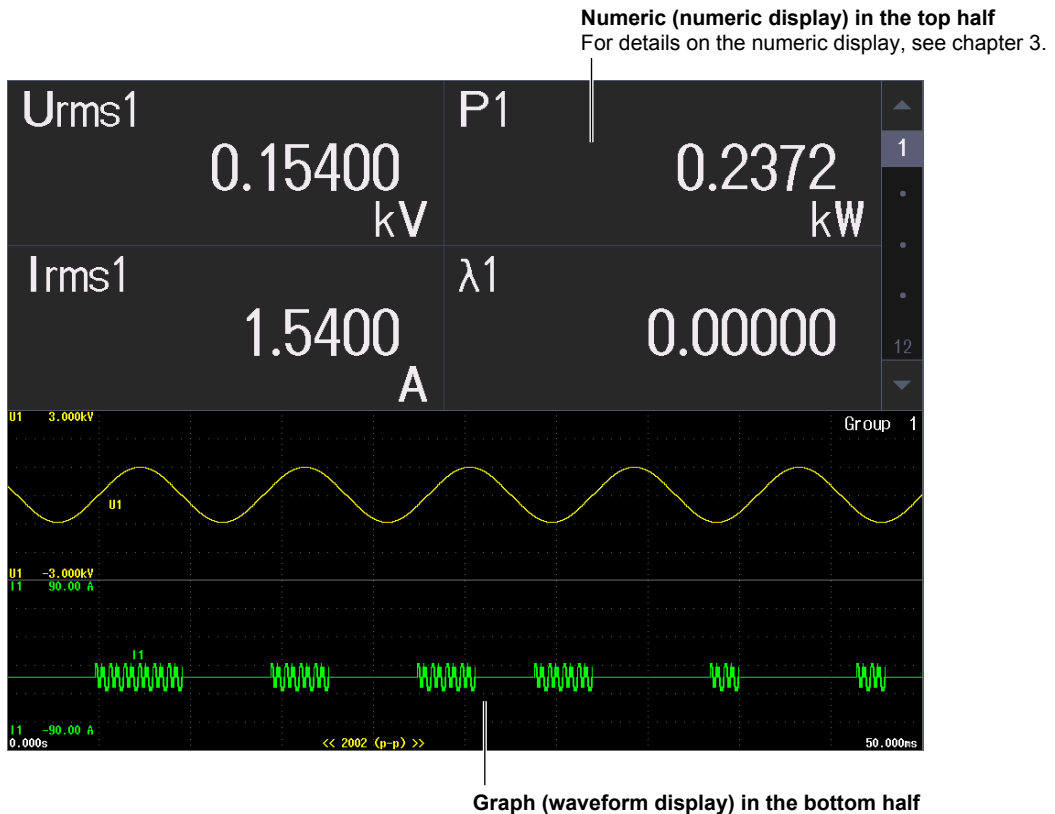 Numeric (numeric display) in the top half
For details on the numeric display, see chapter 3.
Urms1
0.15400
kV
P1
0.2372
kW
1
Irms1
1.5400
A
λ1
0.00000
12
U1 3.000kV
Group 1
U1
U1 -3.000kV
I1 90.00 A
I1
I1 -90.00 A
0.000s
<< 2002 (p-p) >>
50.000ms
Graph (waveform display) in the bottom half